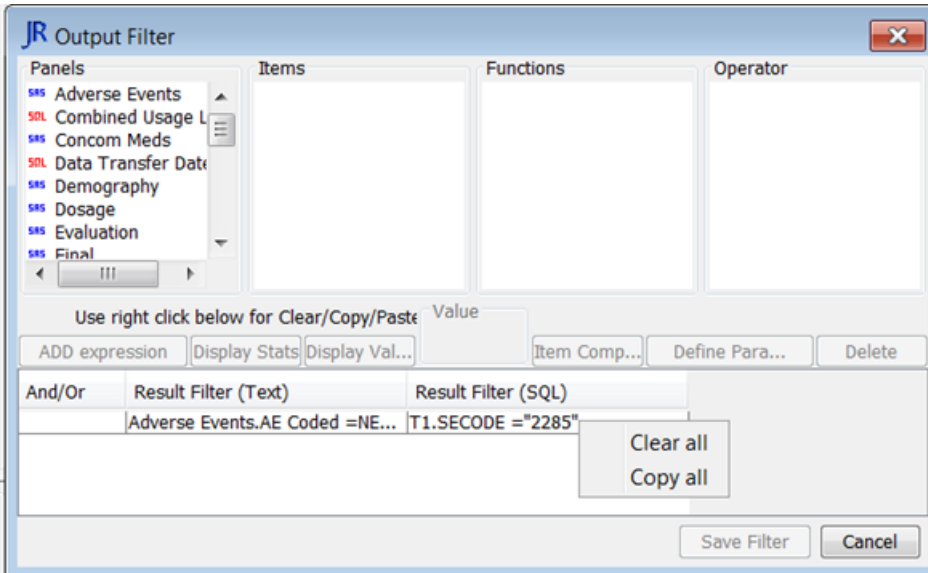 JR Output Filter
Panels
Items
Functions
Operator
SAS Adverse Events
SQL Combined Usage L
SAS Concom Meds
SQL Data Transfer Date
SAS Demography
SAS Dosage
SAS Evaluation
SAS Final
Use right click below for Clear/Copy/Paste
Value
ADD expression
Display Stats
Display Val...
Item Comp...
Define Para...
Delete
And/Or
Result Filter (Text)
Result Filter (SQL)
Adverse Events.AE Coded =NE...
T1.SECODE ="2285"
Clear all
Copy all
Save Filter
Cancel